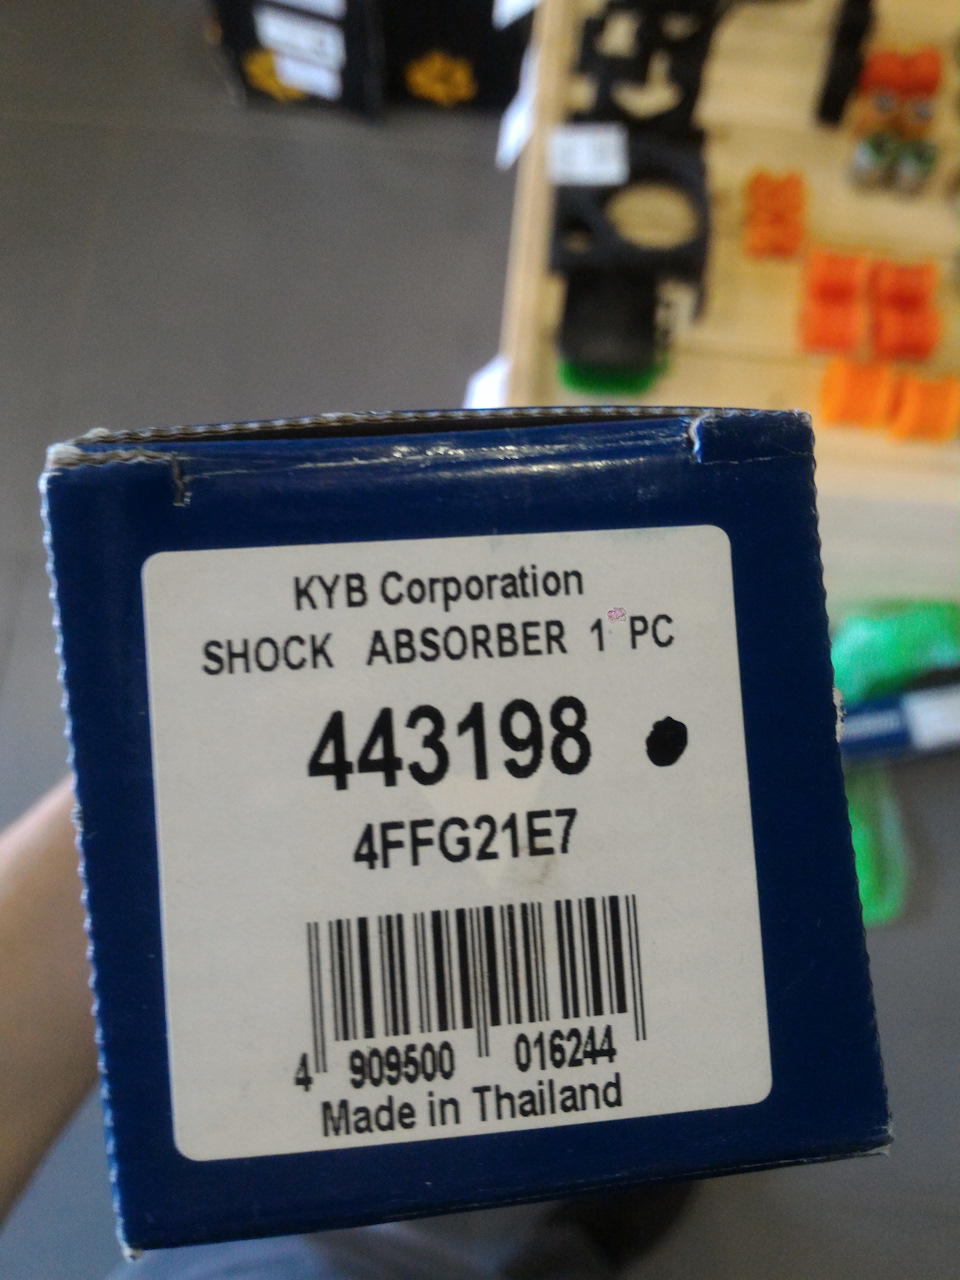 KYB Corporation
SHOCK ABSORBER 1 PC
443198
4FFG21E7
4 909500 016244
Made in Thailand